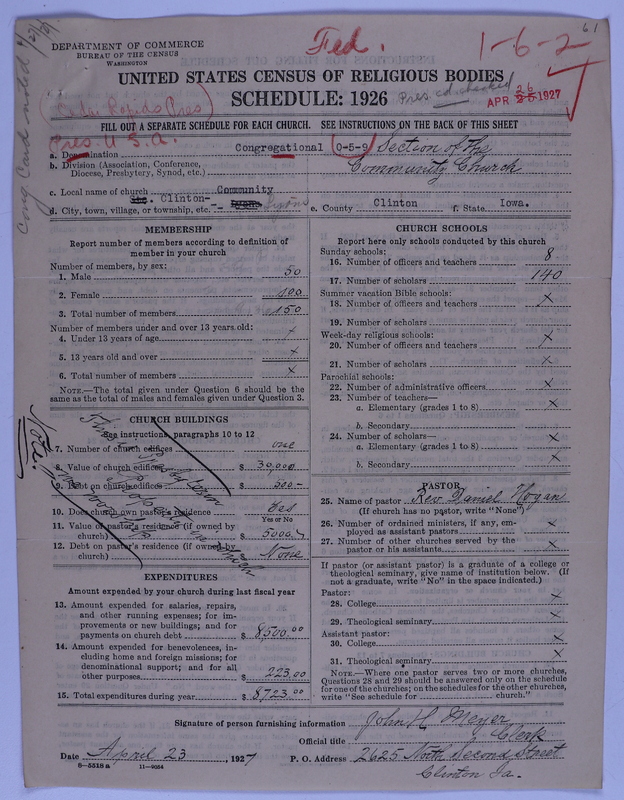 61
DEPARTMENT OF COMMERCE
BUREAU OF THE CENSUS
WASHINGTON
Fed.
1-6-2
UNITED STATES CENSUS OF RELIGIOUS BODIES
SCHEDULE: 1926
Pres. cd. checked
APR 26 1927
(Cedar Rapids Pres)
FILL OUT A SEPARATE SCHEDULE FOR EACH CHURCH. SEE INSTRUCTIONS ON THE BACK OF THIS SHEET
Pres. U.S.A.
a. Denomination Congregational 0-5-9 Section of the
b. Division (Association, Conference, Diocese, Presbytery, Synod, etc.) Community Church
c. Local name of church Community
d. City, town, village, or township, etc. Clinton- Lyons e. County Clinton f. State Iowa.
Cong Card noted
MEMBERSHIP
Report number of members according to definition of member in your church
Number of members, by sex:
1. Male 50
2. Female 100
3. Total number of members 150
Number of members under and over 13 years old:
4. Under 13 years of age x
5. 13 years old and over x
6. Total number of members x
NOTE.—The total given under Question 6 should be the same as the total of males and females given under Question 3.
CHURCH BUILDINGS
See instructions, paragraphs 10 to 12
7. Number of church edifices one
8. Value of church edifices $ 30,000
9. Debt on church edifices $ 500.-
10. Does church own pastor's residence Yes
Yes or No
11. Value of pastor's residence (if owned by church) $ 5000.-
12. Debt on pastor's residence (if owned by church) $ None
Note.
This
Presbyterian
Church
EXPENDITURES
Amount expended by your church during last fiscal year
13. Amount expended for salaries, repairs, and other running expenses; for improvements or new buildings; and for payments on church debt $ 8500.00
14. Amount expended for benevolences, including home and foreign missions; for denominational support; and for all other purposes $ 223.00
15. Total expenditures during year $ 8723.00
CHURCH SCHOOLS
Report here only schools conducted by this church
Sunday schools:
16. Number of officers and teachers 8
17. Number of scholars 140
Summer vacation Bible schools:
18. Number of officers and teachers x
19. Number of scholars
Week-day religious schools:
20. Number of officers and teachers x
21. Number of scholars x
Parochial schools:
22. Number of administrative officers x
23. Number of teachers—
a. Elementary (grades 1 to 8) x
b. Secondary
24. Number of scholars—
a. Elementary (grades 1 to 8) x
b. Secondary x
PASTOR
25. Name of pastor Rev. Daniel Hogan
(If church has no pastor, write "None")
26. Number of ordained ministers, if any, employed as assistant pastors x
27. Number of other churches served by the pastor or his assistants x
If pastor (or assistant pastor) is a graduate of a college or theological seminary, give name of institution below. (If not a graduate, write "No" in the space indicated.)
Pastor:
28. College x
29. Theological seminary x
Assistant pastor:
30. College x
31. Theological seminary x
NOTE.—Where one pastor serves two or more churches, Questions 28 and 29 should be answered only on the schedule for one of the churches; on the schedules for the other churches, write "See schedule for ........ church."
Signature of person furnishing information John H Meyer
Official title Clerk
Date April 23 1927 P. O. Address 2625 North Second Street
6-5518 a 11-9054
Clinton Ia.